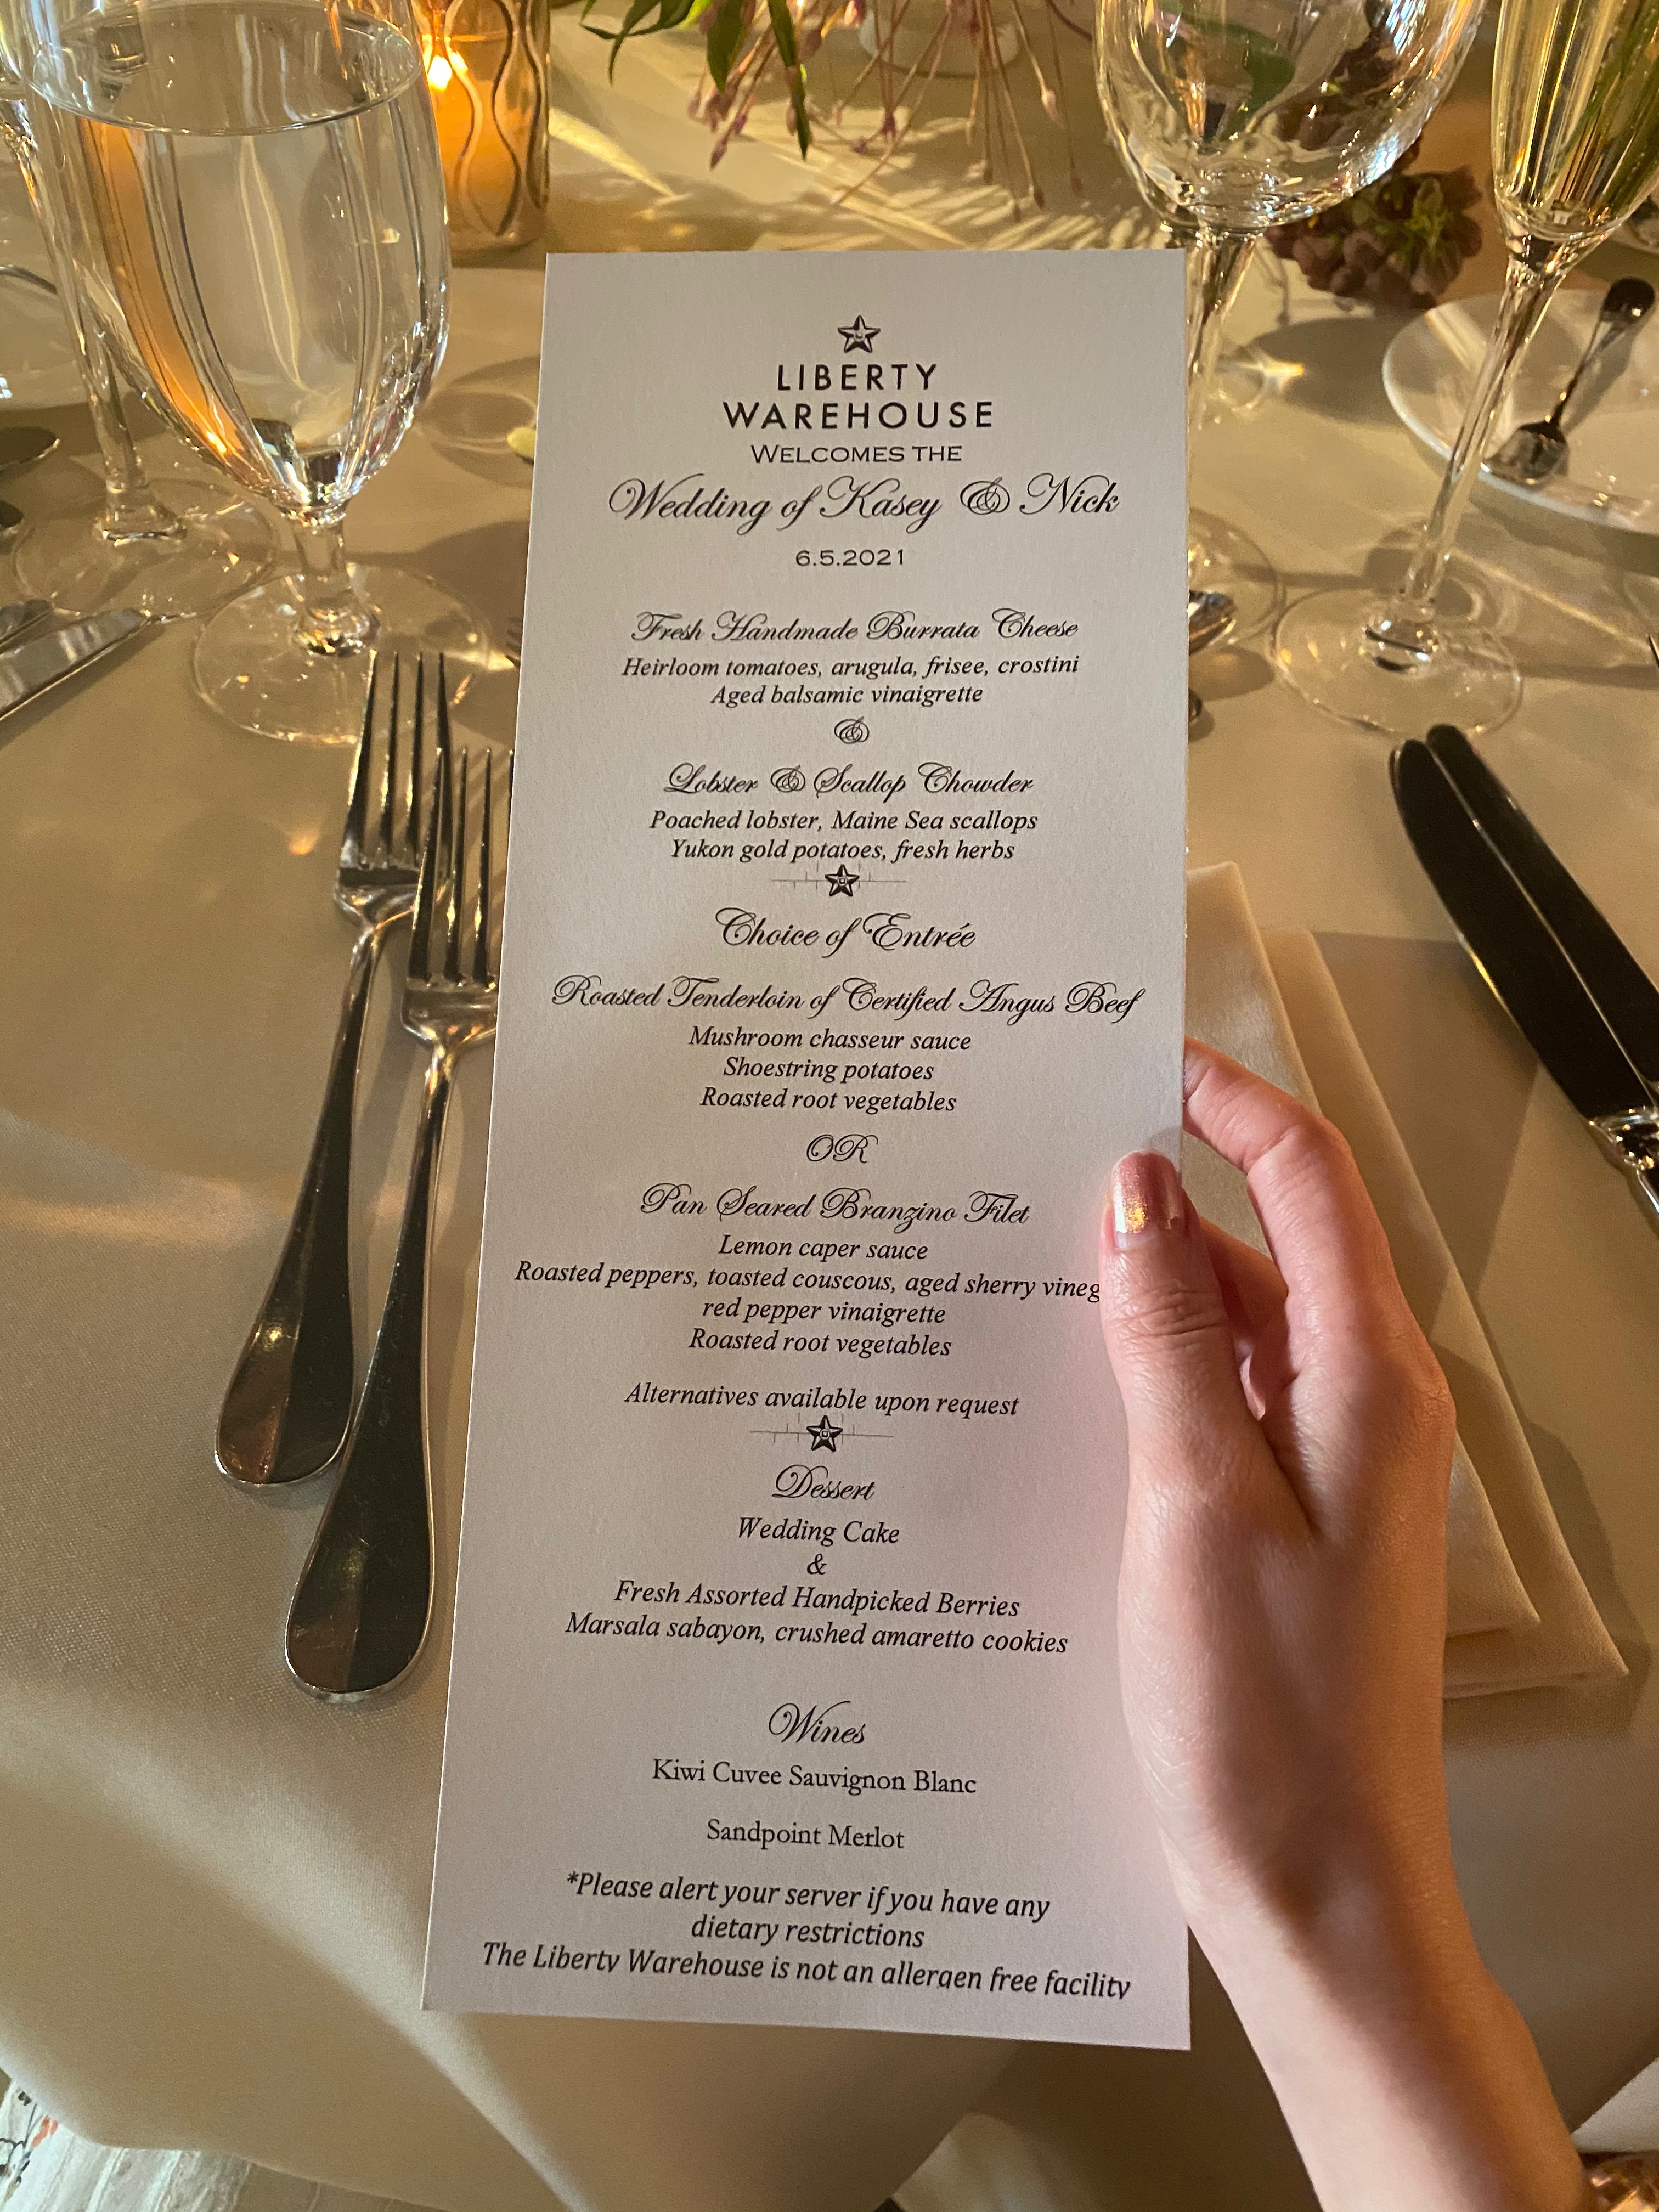 LIBERTY
WAREHOUSE
WELCOMES THE
Wedding of Kasey & Nick
6.5.2021
Fresh Handmade Burrata Cheese
Heirloom tomatoes, arugula, frisee, crostini
Aged balsamic vinaigrette
&
Lobster & Scallop Chowder
Poached lobster, Maine Sea scallops
Yukon gold potatoes, fresh herbs
Choice of Entrée
Roasted Tenderloin of Certified Angus Beef
Mushroom chasseur sauce
Shoestring potatoes
Roasted root vegetables
OR
Pan Seared Branzino Filet
Lemon caper sauce
Roasted peppers, toasted couscous, aged sherry
red pepper vinaigrette
Roasted root vegetables
Alternatives available upon request
Dessert
Wedding Cake
&
Fresh Assorted Handpicked Berries
Marsala sabayon, crushed amaretto cookies
Wines
Kiwi Cuvee Sauvignon Blanc
Sandpoint Merlot
*Please alert your server if you have any
dietary restrictions
The Liberty Warehouse is not an allergen free facility